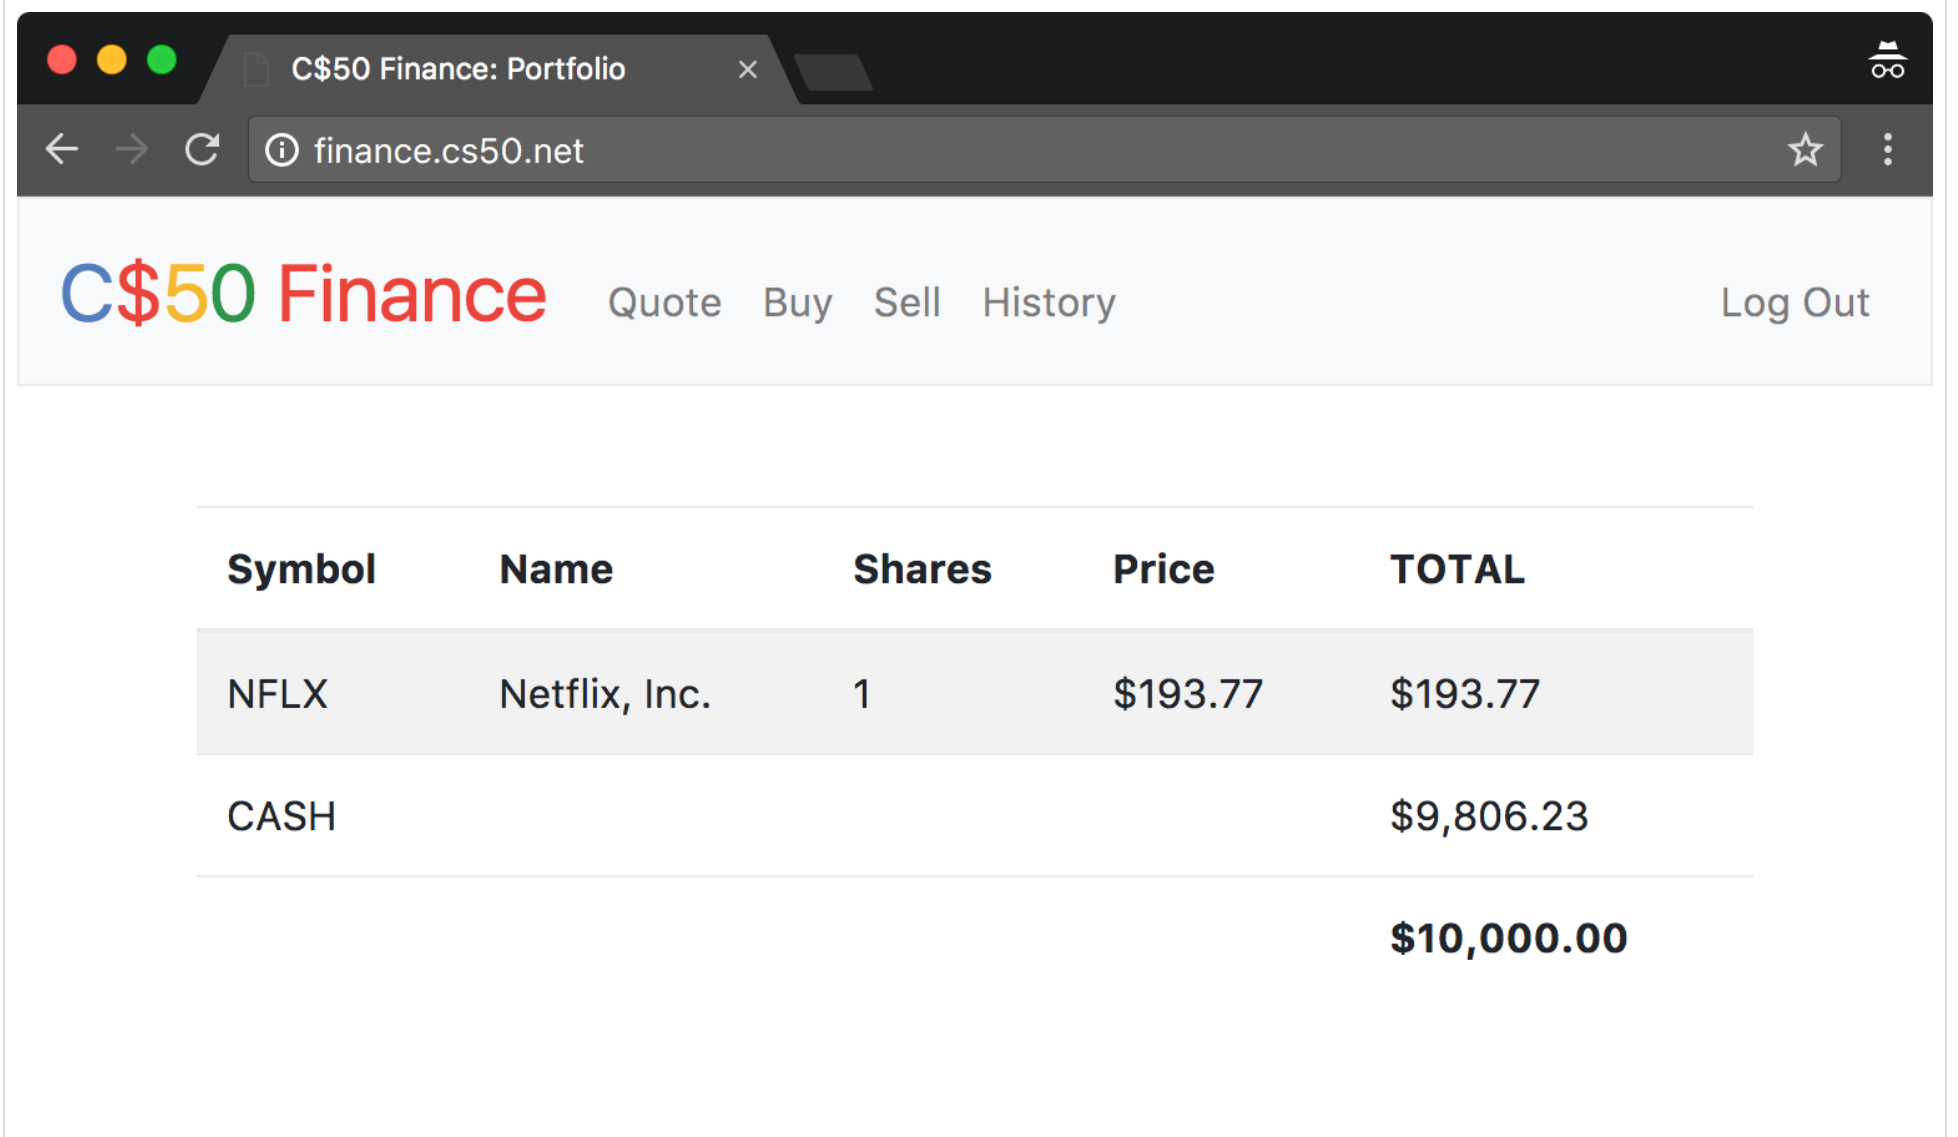 C$50 Finance: Portfolio
finance.cs50.net
C$50 Finance Quote Buy Sell History Log Out
Symbol Name Shares Price TOTAL
NFLX Netflix, Inc. 1 $193.77 $193.77
CASH $9,806.23
$10,000.00